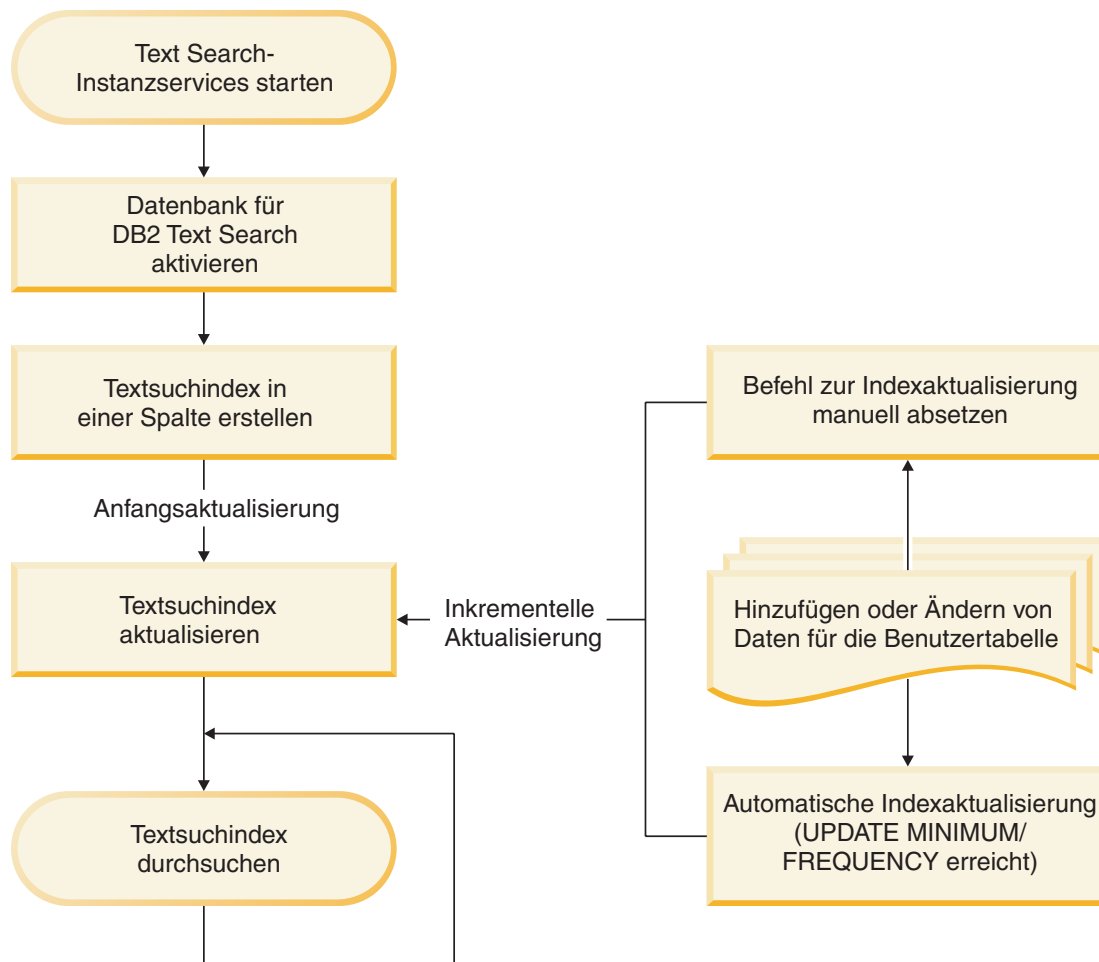 Text Search-
Instanzservices starten
Datenbank für
DB2 Text Search
aktivieren
Textsuchindex in
einer Spalte erstellen
Anfangsaktualisierung
Textsuchindex
aktualisieren
Textsuchindex
durchsuchen
Inkrementelle
Aktualisierung
Befehl zur Indexaktualisierung
manuell absetzen
Hinzufügen oder Ändern von
Daten für die Benutzertabelle
Automatische Indexaktualisierung
(UPDATE MINIMUM/
FREQUENCY erreicht)